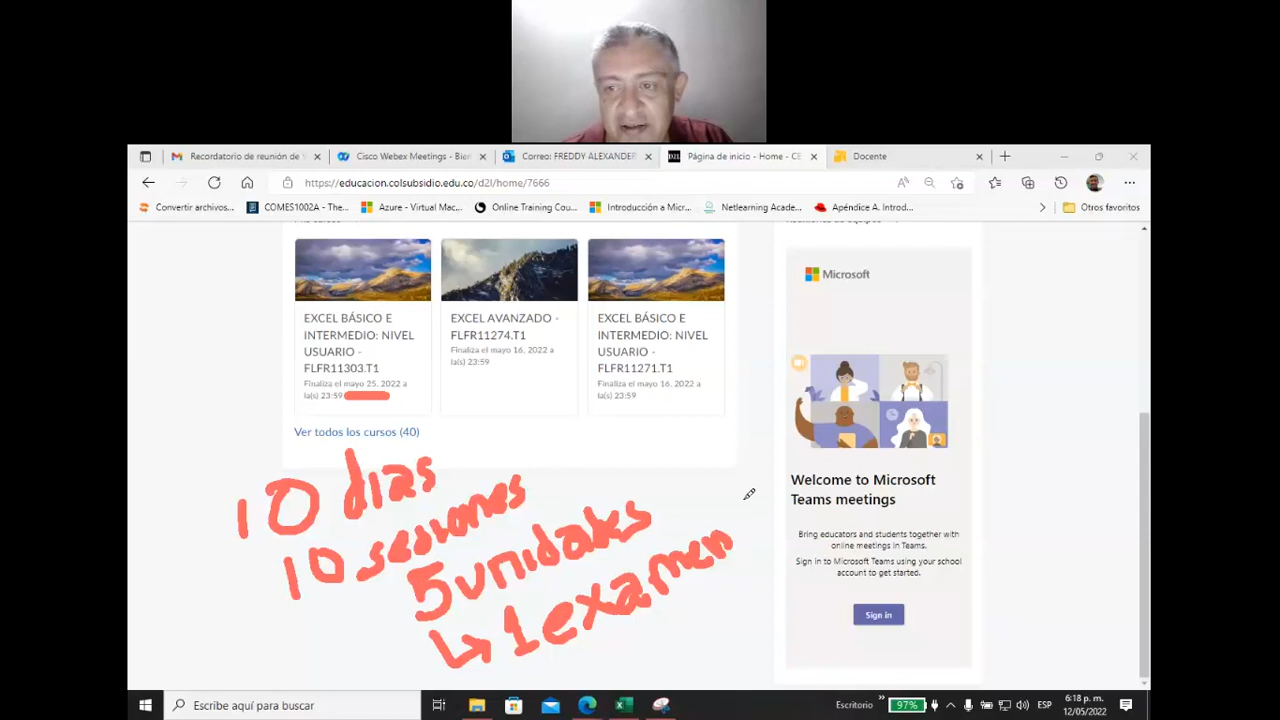 Recordatorio de reunión de
Cisco Webex Meetings - Bien
Correo: FREDDY ALEXANDER
D2L
Página de inicio - Home - CE
Docente
https://educacion.colsubsidio.edu.co/d2l/home/7666
Convertir archivos...
COMES1002A - The...
Azure - Virtual Mac...
Online Training Cou...
Introducción a Micr...
Netlearning Acade...
Apéndice A. Introd...
Otros favoritos
EXCEL BÁSICO E
INTERMEDIO: NIVEL
USUARIO -
FLFR11303.T1
Finaliza el mayo 25, 2022 a
la(s) 23:59
EXCEL AVANZADO -
FLFR11274.T1
Finaliza el mayo 16, 2022 a
la(s) 23:59
EXCEL BÁSICO E
INTERMEDIO: NIVEL
USUARIO -
FLFR11271.T1
Finaliza el mayo 16, 2022 a
la(s) 23:59
Ver todos los cursos (40)
10 dias
10 sesiones
5 unidades
↳ 1 examen
Microsoft
Welcome to Microsoft
Teams meetings
Bring educators and students together with
online meetings in Teams.
Sign in to Microsoft Teams using your school
account to get started.
Sign in
Escribe aquí para buscar
Escritorio
97%
ESP
6:18 p. m.
12/05/2022